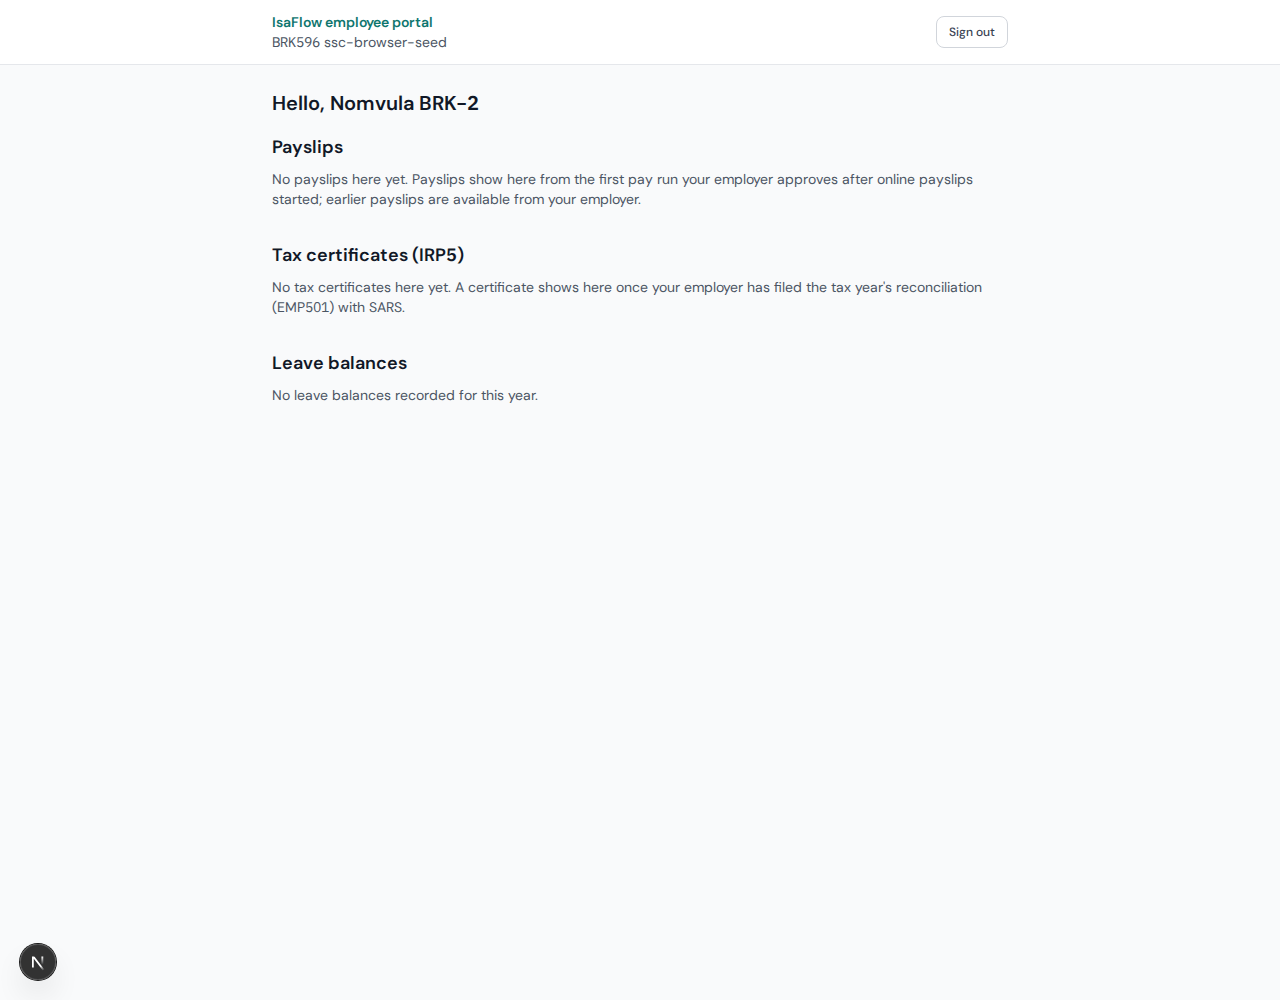 IsaFlow employee portal
BRK596 ssc-browser-seed
Sign out
Hello, Nomvula BRK-2
Payslips
No payslips here yet. Payslips show here from the first pay run your employer approves after online payslips
started; earlier payslips are available from your employer.
Tax certificates (IRP5)
No tax certificates here yet. A certificate shows here once your employer has filed the tax year's reconciliation
(EMP501) with SARS.
Leave balances
No leave balances recorded for this year.
N